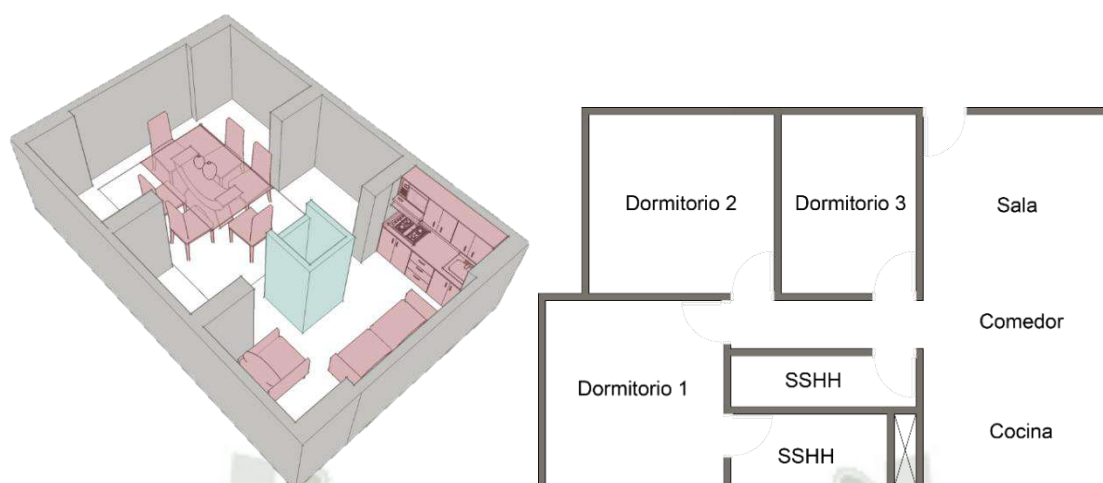 Dormitorio 2
Dormitorio 3
Sala
Comedor
Dormitorio 1
SSHH
Cocina
SSHH